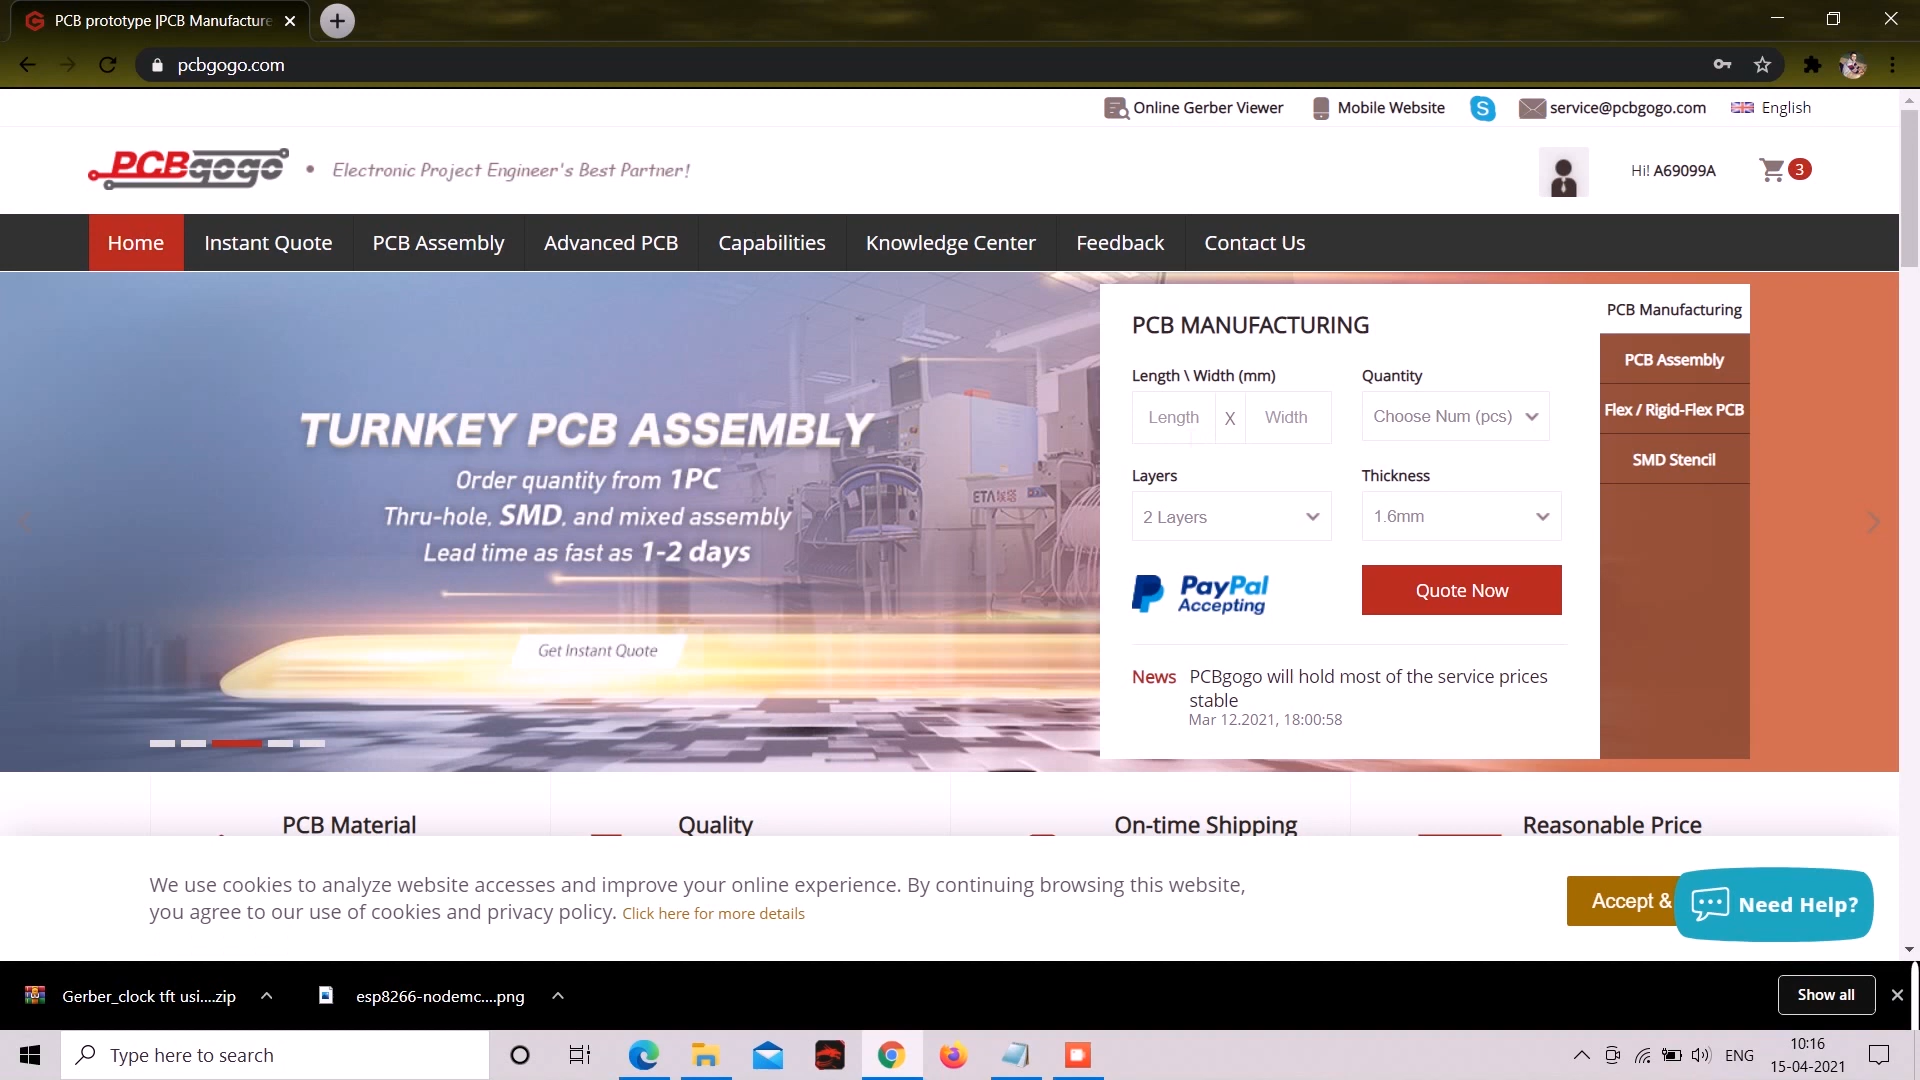 PCB prototype |PCB Manufacture
pcbgogo.com
Online Gerber Viewer
Mobile Website
service@pcbgogo.com
English
PCBgogo • Electronic Project Engineer's Best Partner!
Hi! A69099A
3
Home
Instant Quote
PCB Assembly
Advanced PCB
Capabilities
Knowledge Center
Feedback
Contact Us
TURNKEY PCB ASSEMBLY
Order quantity from 1PC
Thru-hole, SMD, and mixed assembly
Lead time as fast as 1-2 days
Get Instant Quote
ETA埃塔
PCB MANUFACTURING
Length \ Width (mm)
Quantity
Length X Width
Choose Num (pcs)
Layers
Thickness
2 Layers
1.6mm
PayPal
Accepting
Quote Now
News PCBgogo will hold most of the service prices
stable
Mar 12.2021, 18:00:58
PCB Manufacturing
PCB Assembly
Flex / Rigid-Flex PCB
SMD Stencil
PCB Material
Quality
On-time Shipping
Reasonable Price
We use cookies to analyze website accesses and improve your online experience. By continuing browsing this website,
you agree to our use of cookies and privacy policy. Click here for more details
Accept &
Need Help?
Gerber_clock tft usi....zip
esp8266-nodemc....png
Show all
Type here to search
ENG
10:16
15-04-2021